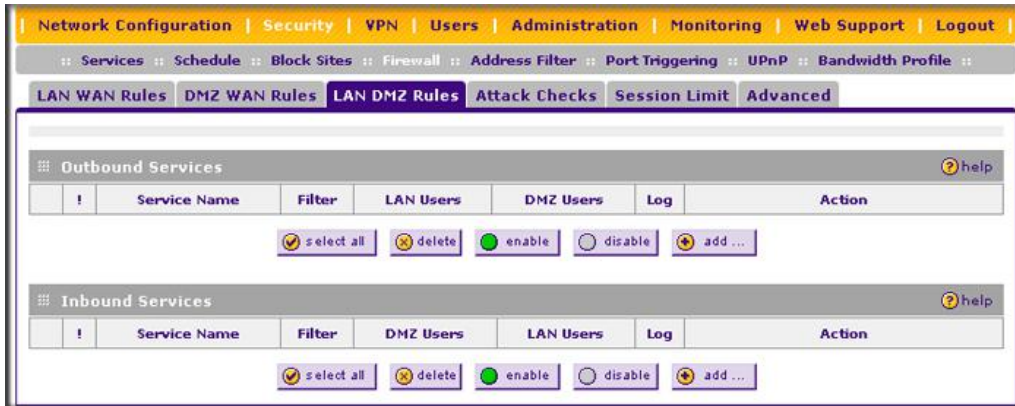 Network Configuration | Security | VPN | Users | Administration | Monitoring | Web Support | Logout |
:: Services :: Schedule :: Block Sites :: Firewall :: Address Filter :: Port Triggering :: UPnP :: Bandwidth Profile ::
LAN WAN Rules DMZ WAN Rules LAN DMZ Rules Attack Checks Session Limit Advanced
Outbound Services ? help
! Service Name Filter LAN Users DMZ Users Log Action
select all delete enable disable add ...
Inbound Services ? help
! Service Name Filter DMZ Users LAN Users Log Action
select all delete enable disable add ...